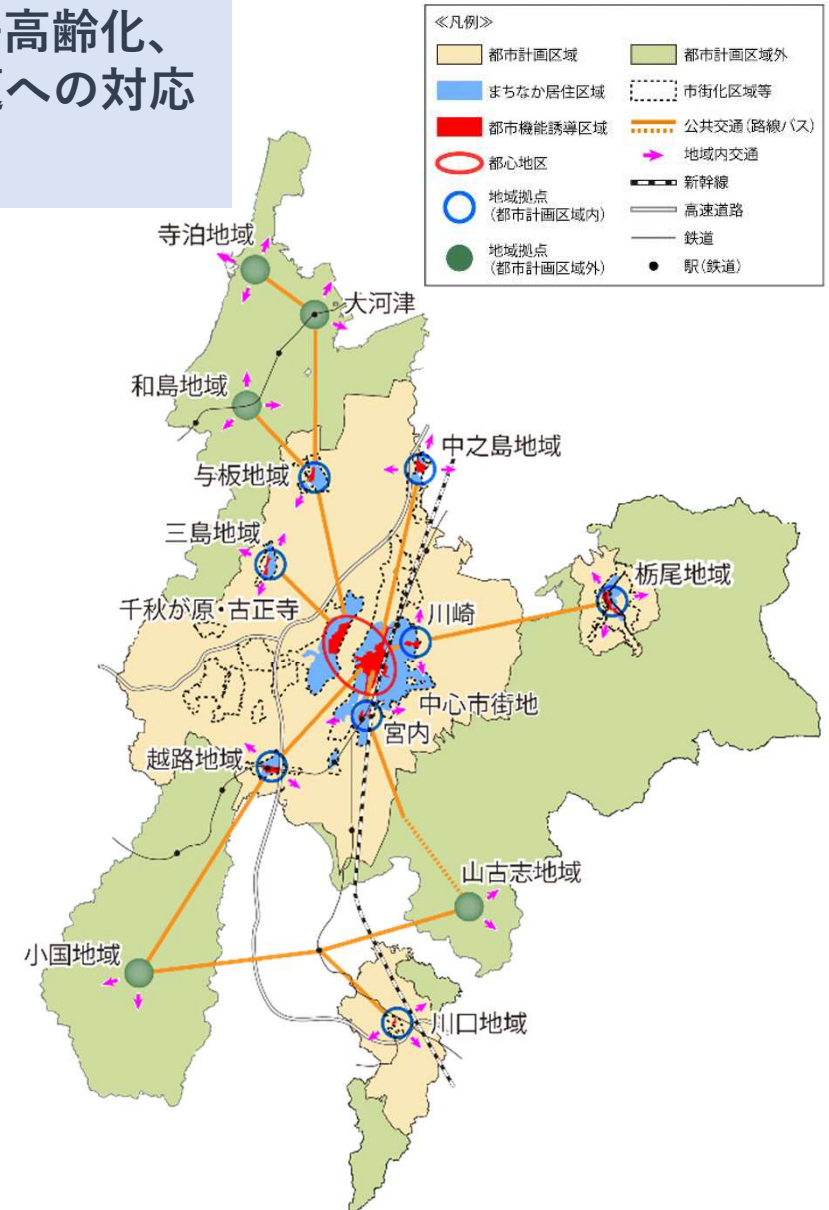 高齢化、
への対応
≪凡例≫
都市計画区域
都市計画区域外
まちなか居住区域
市街化区域等
都市機能誘導区域
公共交通(路線バス)
都心地区
地域内交通
新幹線
地域拠点
(都市計画区域内)
高速道路
鉄道
地域拠点
(都市計画区域外)
駅(鉄道)
寺泊地域
大河津
和島地域
与板地域
中之島地域
三島地域
栃尾地域
千秋が原・古正寺
川崎
中心市街地
宮内
越路地域
山古志地域
小国地域
川口地域